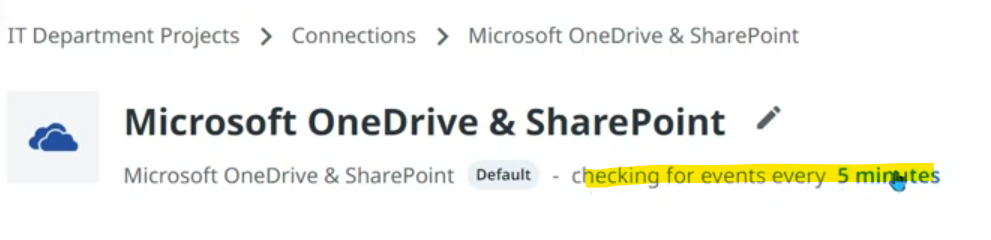 IT Department Projects > Connections > Microsoft OneDrive & SharePoint
Microsoft OneDrive & SharePoint
Microsoft OneDrive & SharePoint Default - checking for events every 5 minutes